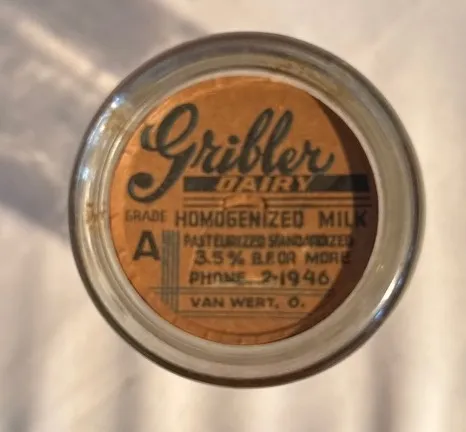 Gribler
DAIRY
GRADE A
HOMOGENIZED MILK
PASTEURIZED STANDARDIZED
3.5% B.F. OR MORE
PHONE 2-1946
VAN WERT, O.